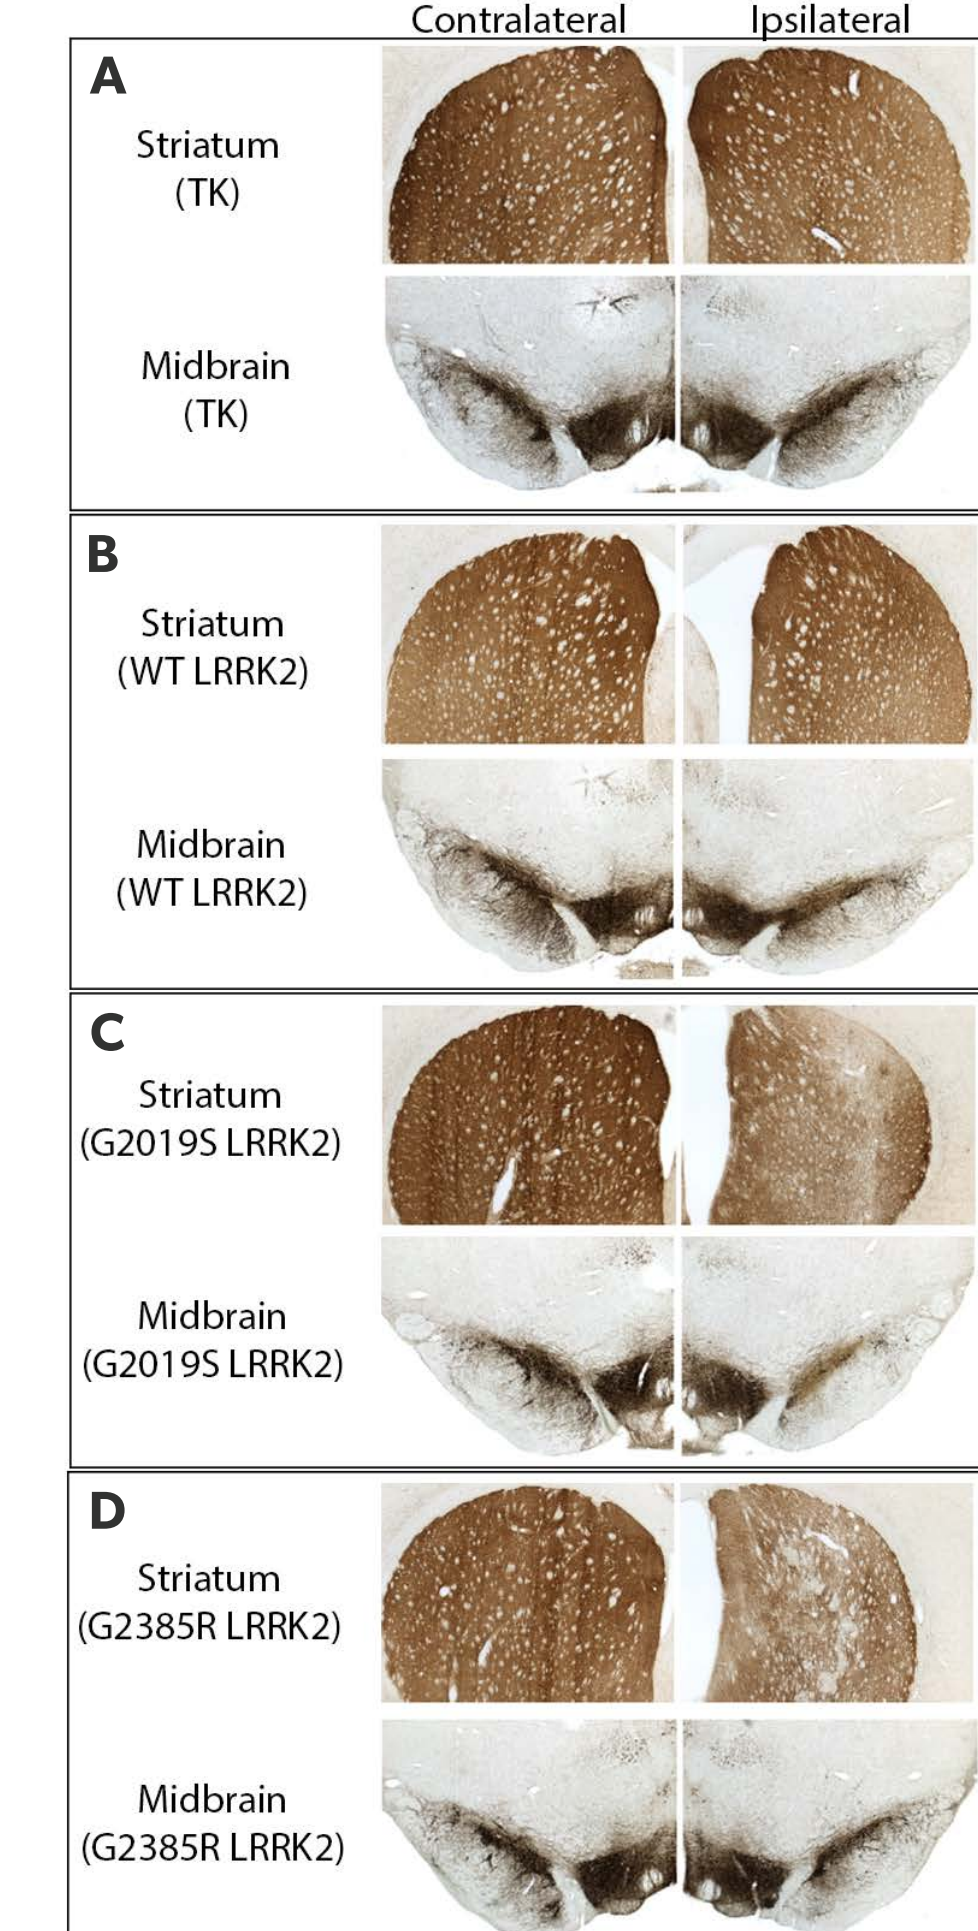 Contralateral Ipsilateral
A
Striatum
(TK)
Midbrain
(TK)
B
Striatum
(WT LRRK2)
Midbrain
(WT LRRK2)
C
Striatum
(G2019S LRRK2)
Midbrain
(G2019S LRRK2)
D
Striatum
(G2385R LRRK2)
Midbrain
(G2385R LRRK2)